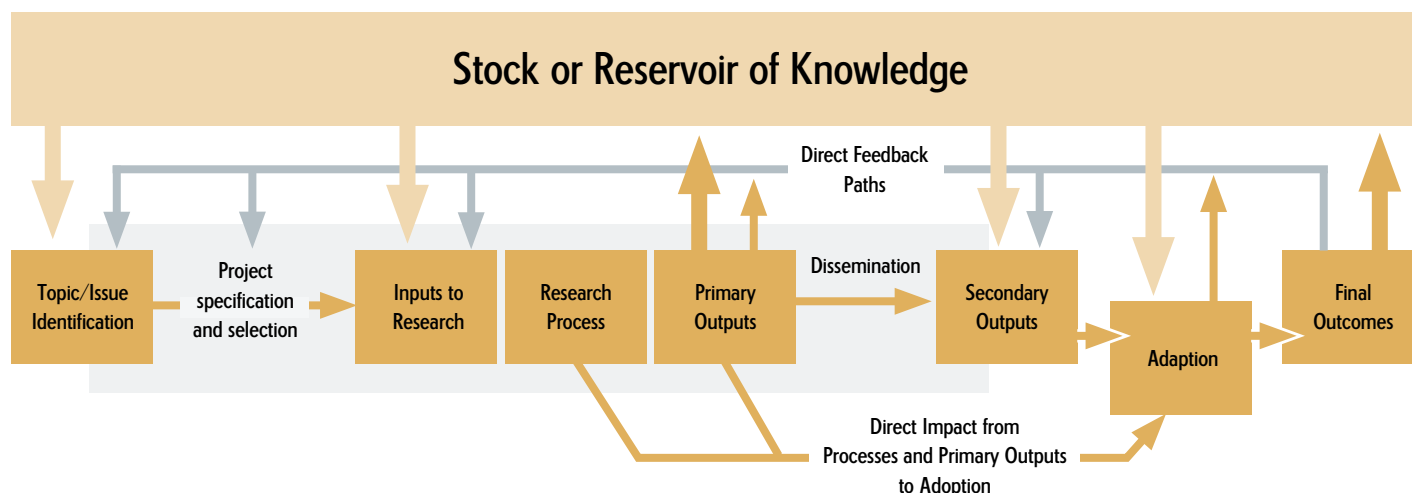 Stock or Reservoir of Knowledge
Direct Feedback
Paths
Topic/Issue
Identification
Project
specification
and selection
Inputs to
Research
Research
Process
Primary
Outputs
Dissemination
Secondary
Outputs
Adaption
Final
Outcomes
Direct Impact from
Processes and Primary Outputs
to Adoption